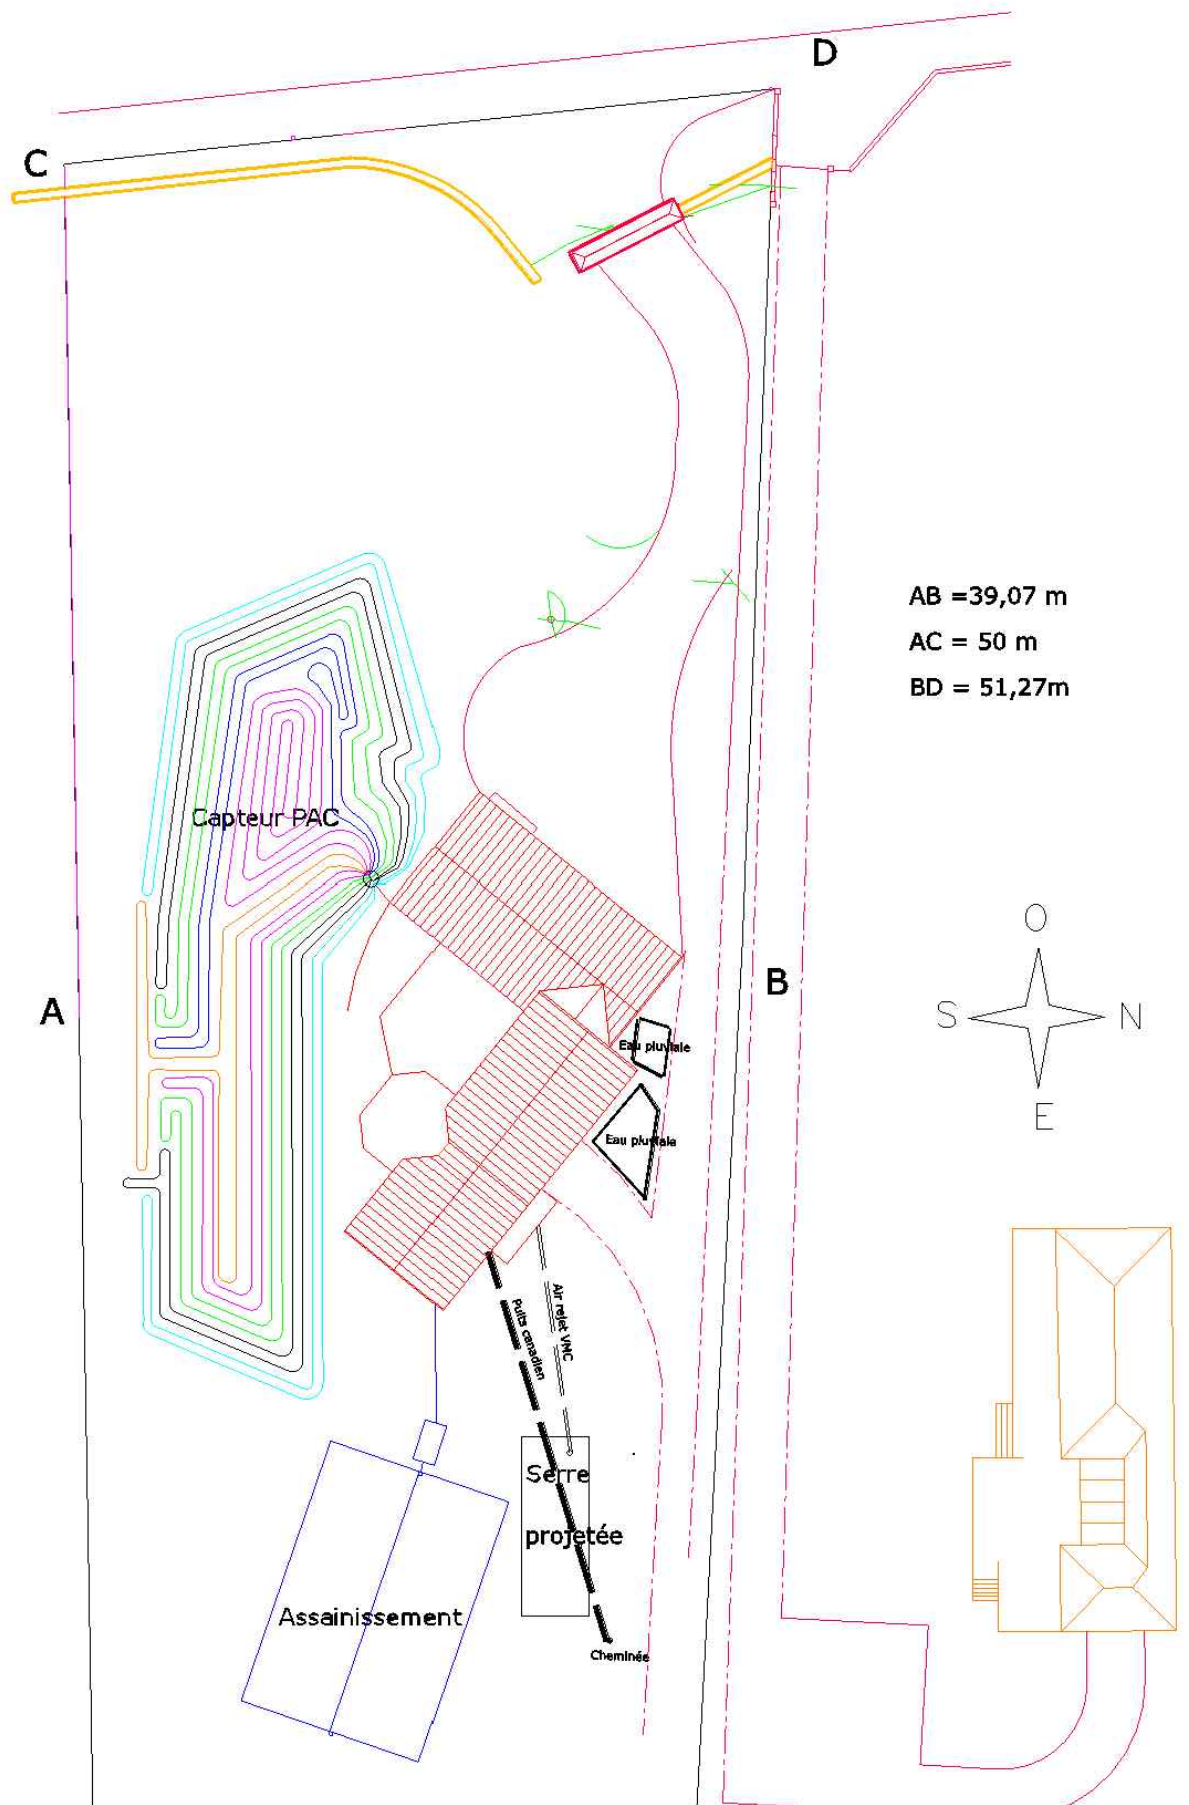 D
C
AB =39,07 m
AC = 50 m
BD = 51,27m
Capteur PAC
O
S
N
E
A
B
Eau pluviale
Eau pluviale
Air rejet VMC
Puits canadien
Serre
projetée
Assainissement
Cheminée